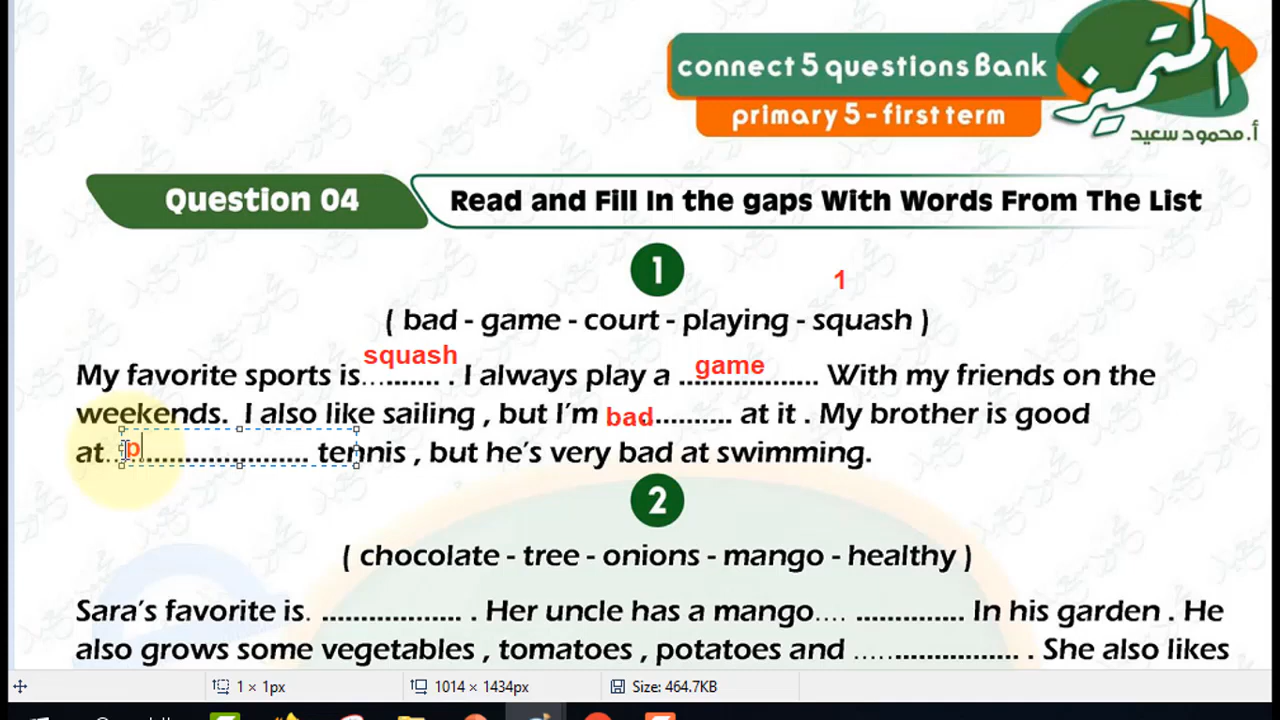 connect 5 questions Bank
المتميز
primary 5 - first term
أ. محمود سعيد
Question 04
Read and Fill In the gaps With Words From The List
1
1
( bad - game - court - playing - squash )
squash
game
My favorite sports is.......... . I always play a .................. With my friends on the
weekends. I also like sailing , but I'm bad.......... at it . My brother is good
at...p........................ tennis , but he's very bad at swimming.
2
( chocolate - tree - onions - mango - healthy )
Sara's favorite is. .................. . Her uncle has a mango.... .............. In his garden . He
also grows some vegetables , tomatoes , potatoes and ..................... . She also likes
1 × 1px
1014 × 1434px
Size: 464.7KB